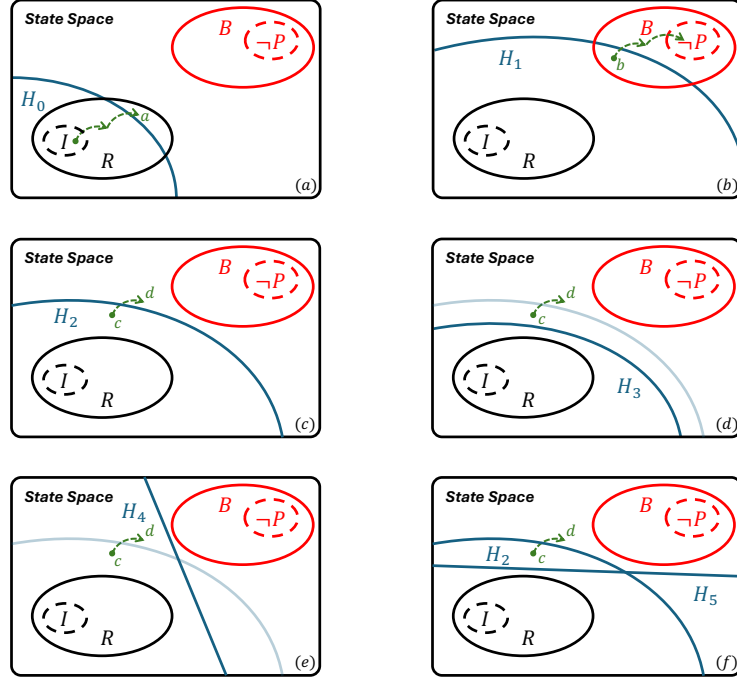 State Space
B
¬P
H₀
a
I
R
(a)
State Space
B
¬P
H₁
b
I
R
(b)
State Space
B
¬P
d
H₂
c
I
R
(c)
State Space
B
¬P
d
c
H₃
I
R
(d)
State Space
B
¬P
H₄
d
c
I
R
(e)
State Space
B
¬P
d
H₂
c
H₅
I
R
(f)